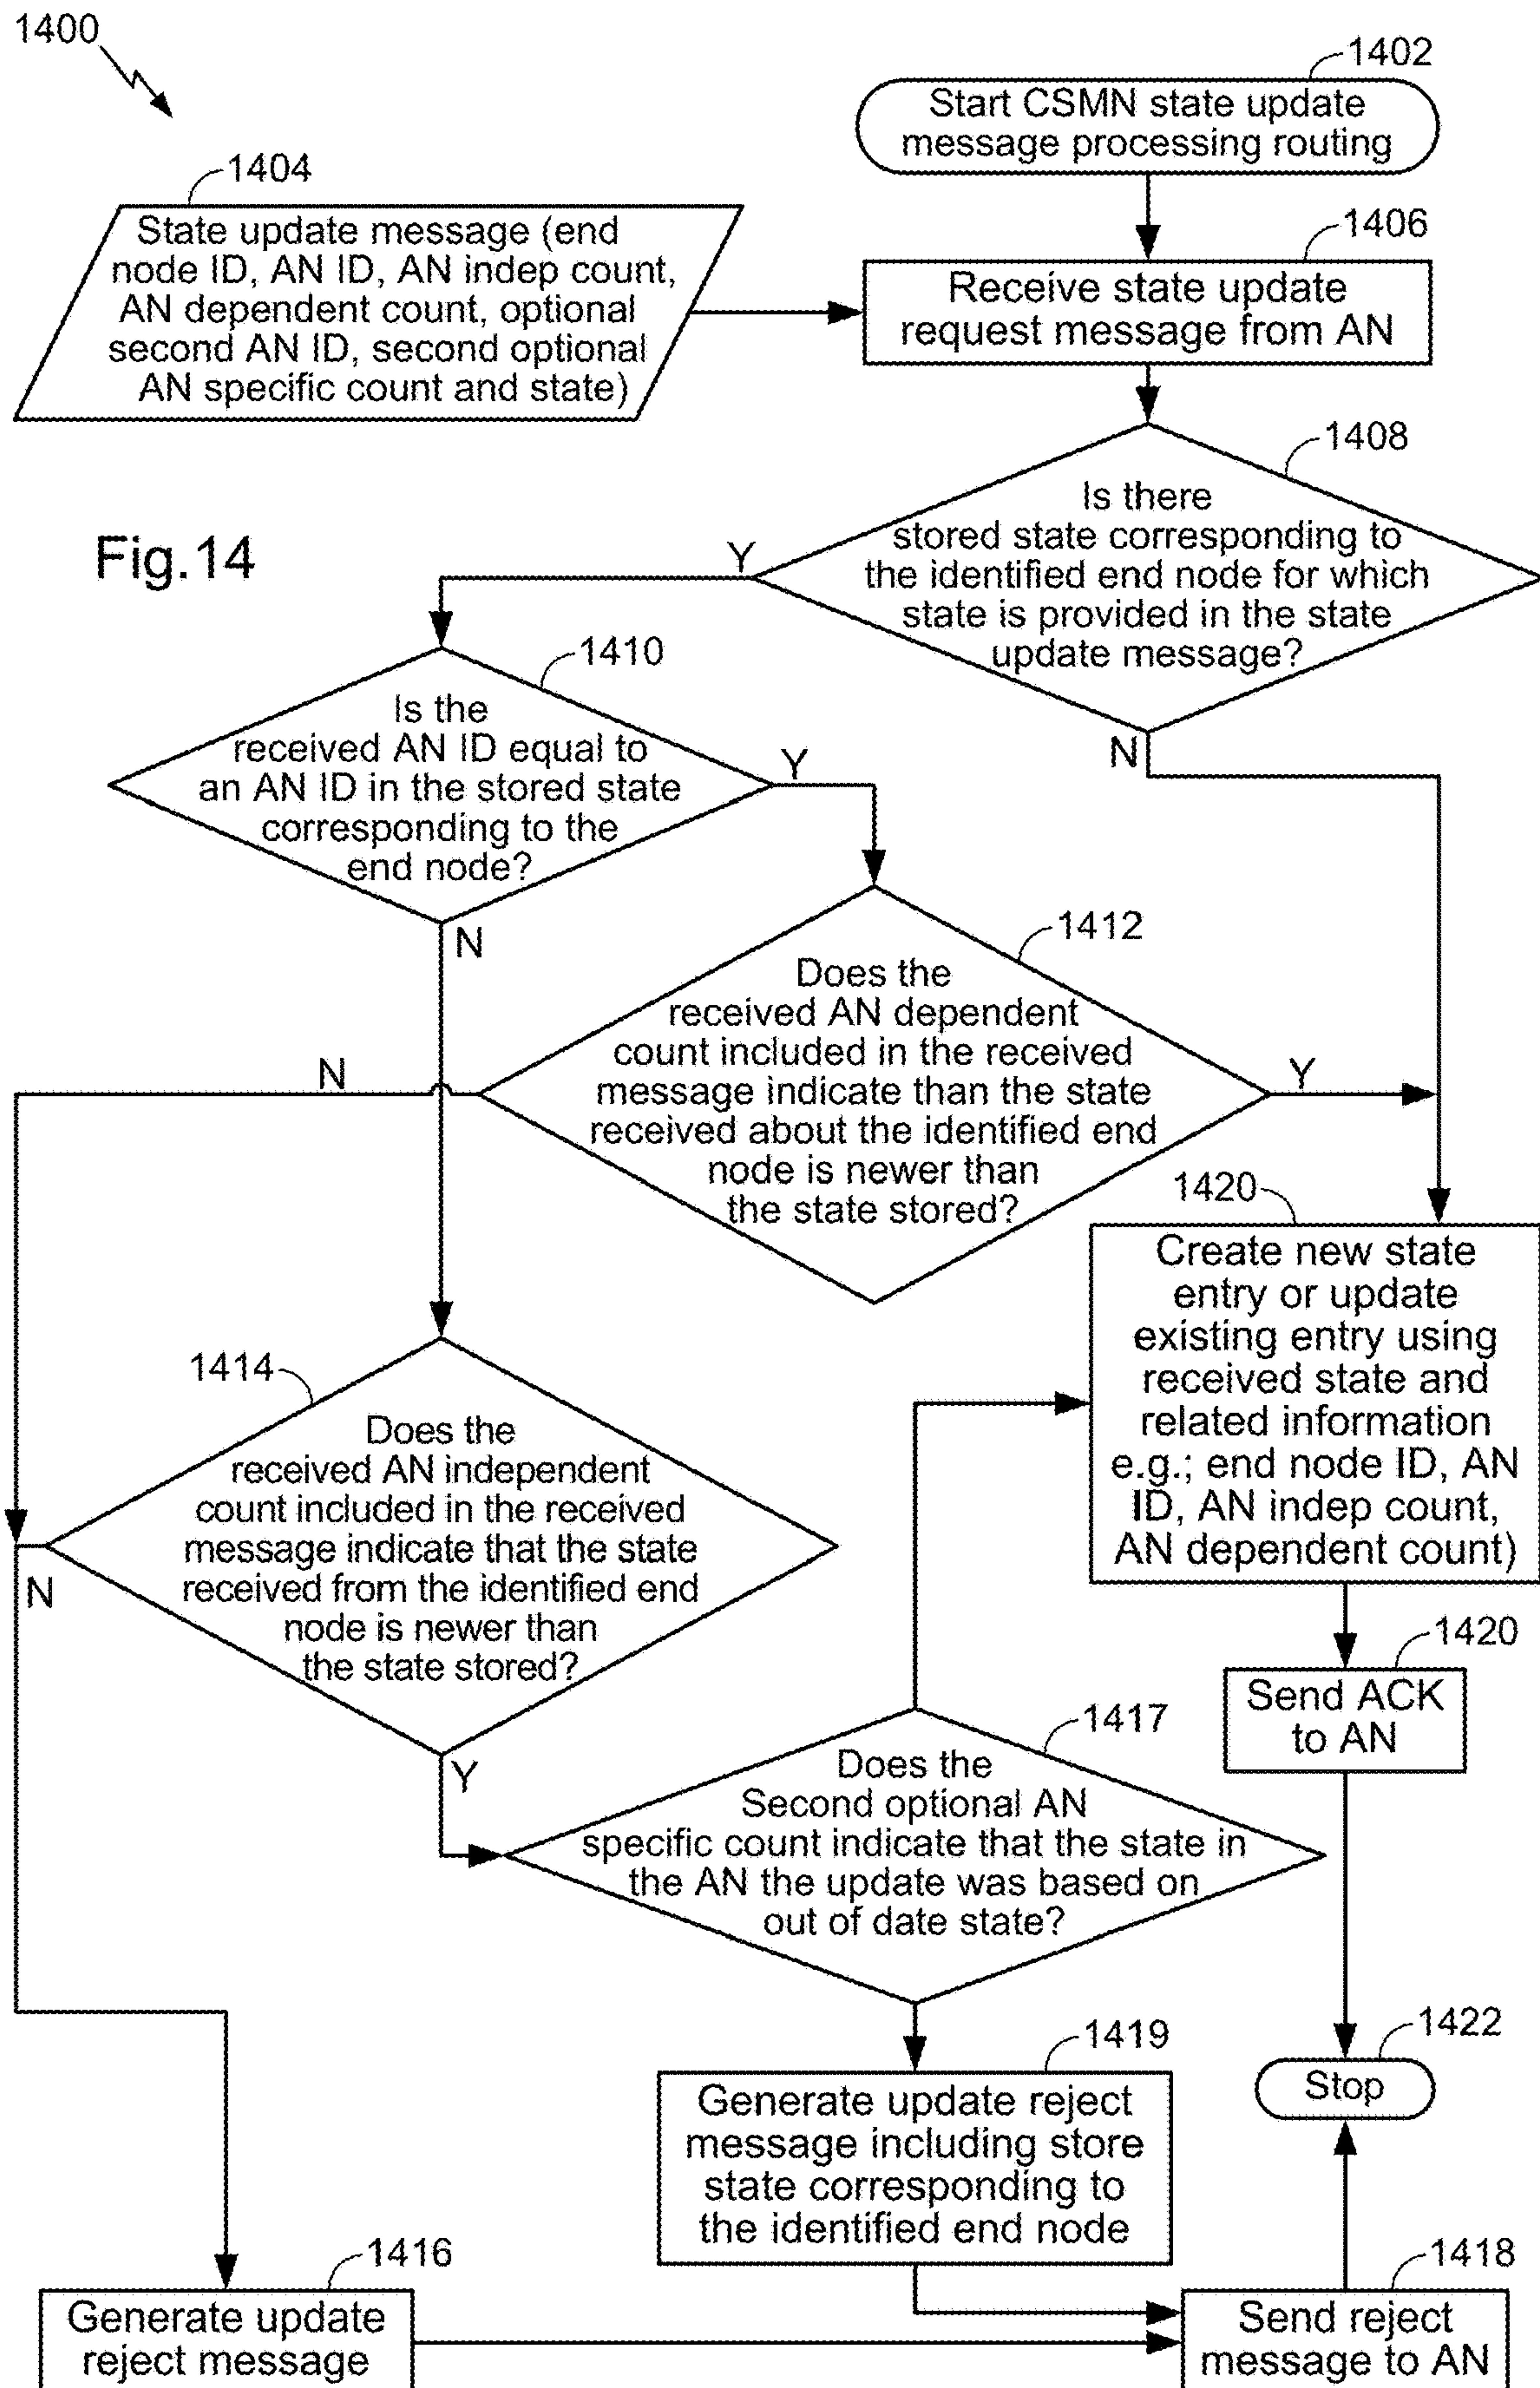 1400
1402
Start CSMN state update
message processing routing
1404
State update message (end
node ID, AN ID, AN indep count,
AN dependent count, optional
second AN ID, second optional
AN specific count and state)
1406
Receive state update
request message from AN
1408
Is there
stored state corresponding to
the identified end node for which
state is provided in the state
update message?
Y
N
Fig.14
1410
Is the
received AN ID equal to
an AN ID in the stored state
corresponding to the
end node?
Y
N
1412
Does the
received AN dependent
count included in the received
message indicate than the state
received about the identified end
node is newer than
the state stored?
N
Y
1414
Does the
received AN independent
count included in the received
message indicate that the state
received from the identified end
node is newer than
the state stored?
N
Y
1420
Create new state
entry or update
existing entry using
received state and
related information
e.g.; end node ID, AN
ID, AN indep count,
AN dependent count)
1420
Send ACK
to AN
1417
Does the
Second optional AN
specific count indicate that the state in
the AN the update was based on
out of date state?
1419
Generate update reject
message including store
state corresponding to
the identified end node
1422
Stop
1416
Generate update
reject message
1418
Send reject
message to AN